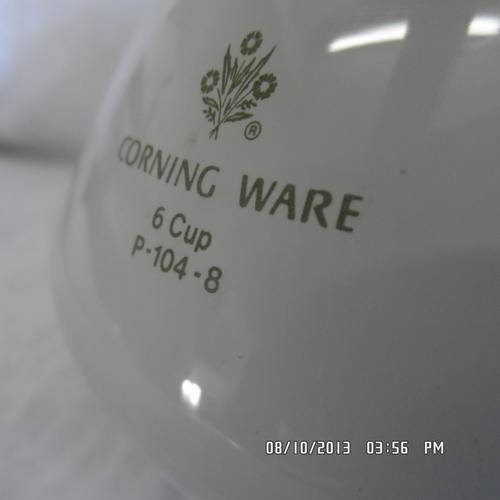 ®
CORNING WARE
6 Cup
P-104-8
08/10/2013 03:56 PM